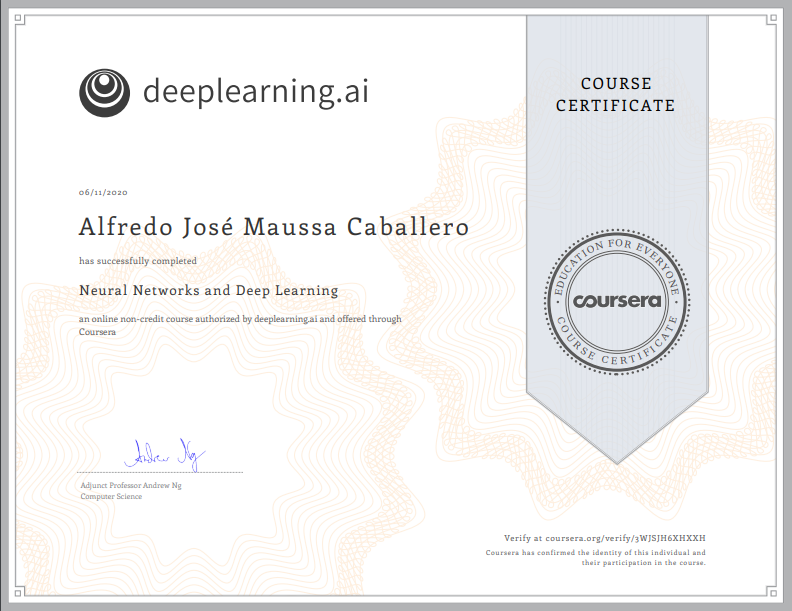 deeplearning.ai
COURSE
CERTIFICATE
06/11/2020
Alfredo José Maussa Caballero
has successfully completed
Neural Networks and Deep Learning
an online non-credit course authorized by deeplearning.ai and offered through
Coursera
EDUCATION FOR EVERYONE
coursera
COURSE CERTIFICATE
Andrew Ng
Adjunct Professor Andrew Ng
Computer Science
Verify at coursera.org/verify/3WJSJH6XHXXH
Coursera has confirmed the identity of this individual and
their participation in the course.